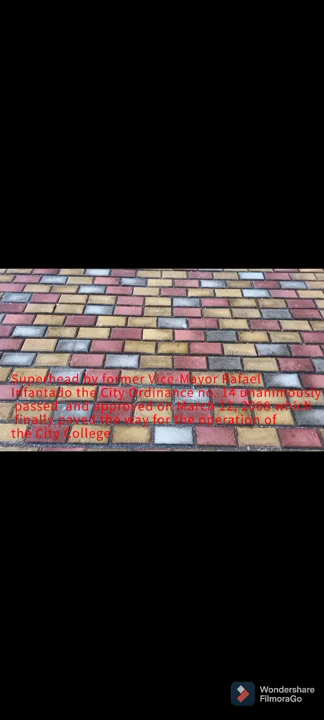 Superhead by former Vice-Mayor Rafael
Infantado the City Ordinance no. 14 unanimously
passed and approved on March 12, 2008 which
finally paved the way for the operation of
the City College
Wondershare
FilmoraGo